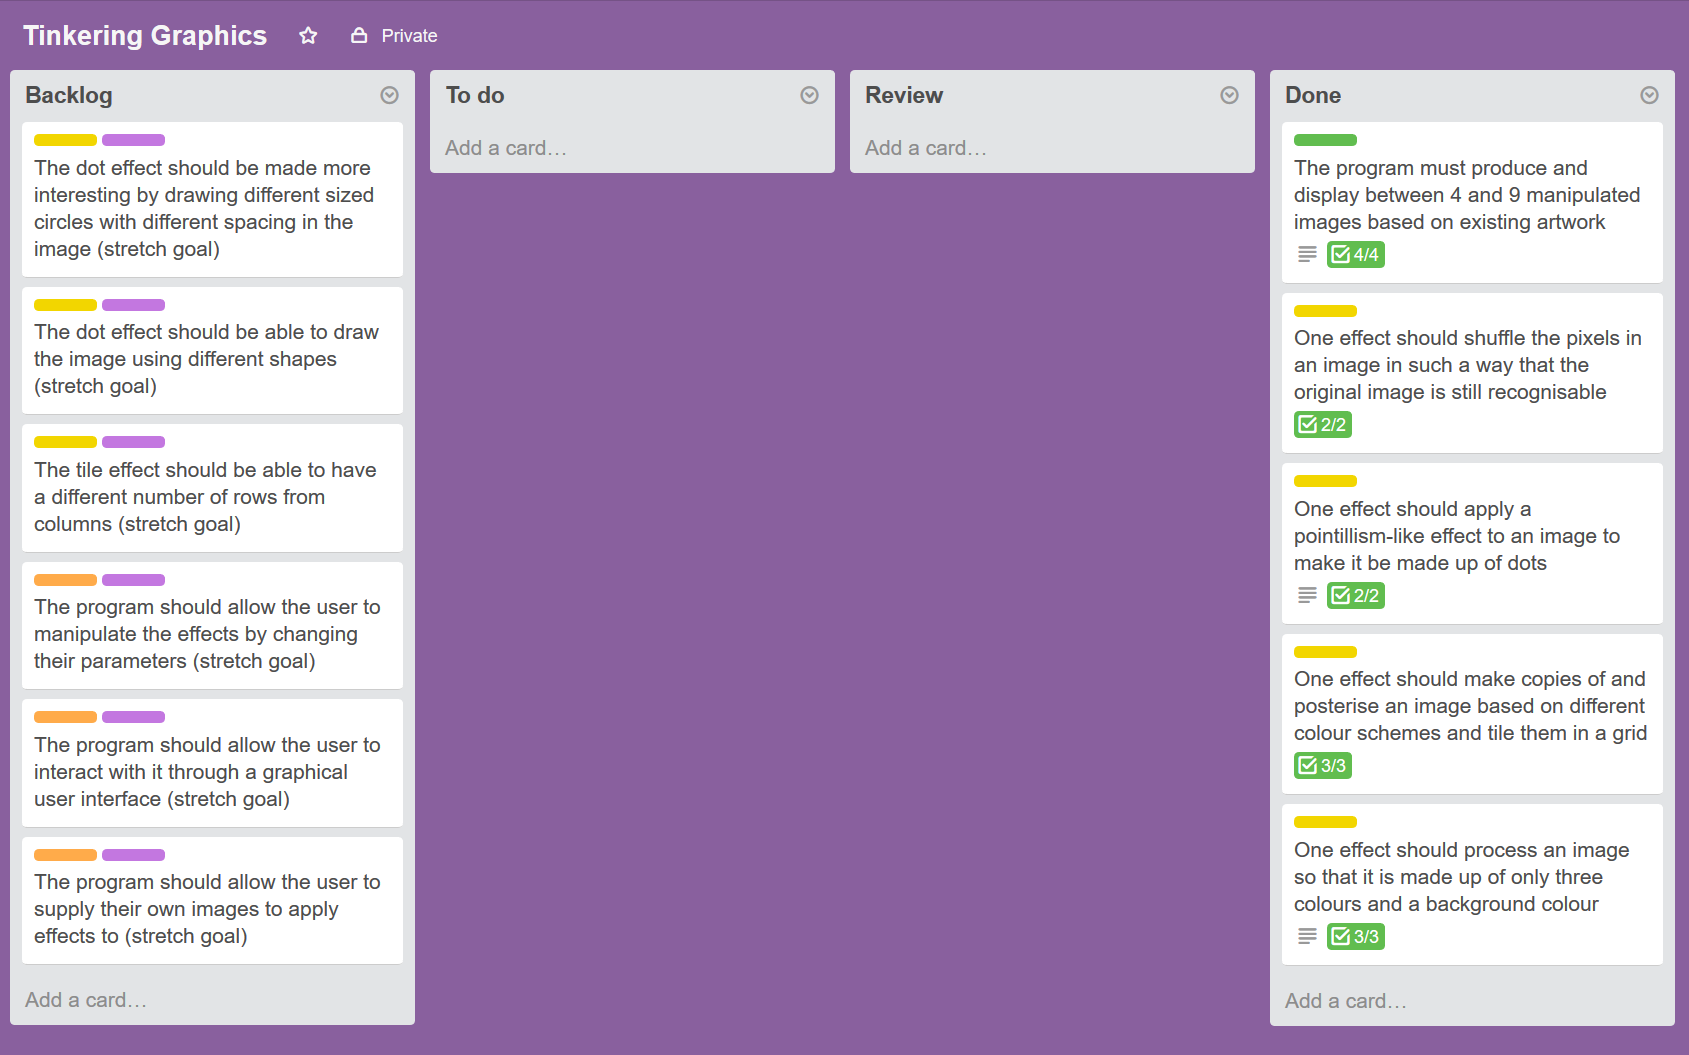 Tinkering Graphics
Private
Backlog
The dot effect should be made more
interesting by drawing different sized
circles with different spacing in the
image (stretch goal)
The dot effect should be able to draw
the image using different shapes
(stretch goal)
The tile effect should be able to have
a different number of rows from
columns (stretch goal)
The program should allow the user to
manipulate the effects by changing
their parameters (stretch goal)
The program should allow the user to
interact with it through a graphical
user interface (stretch goal)
The program should allow the user to
supply their own images to apply
effects to (stretch goal)
Add a card…
To do
Add a card…
Review
Add a card…
Done
The program must produce and
display between 4 and 9 manipulated
images based on existing artwork
4/4
One effect should shuffle the pixels in
an image in such a way that the
original image is still recognisable
2/2
One effect should apply a
pointillism-like effect to an image to
make it be made up of dots
2/2
One effect should make copies of and
posterise an image based on different
colour schemes and tile them in a grid
3/3
One effect should process an image
so that it is made up of only three
colours and a background colour
3/3
Add a card…